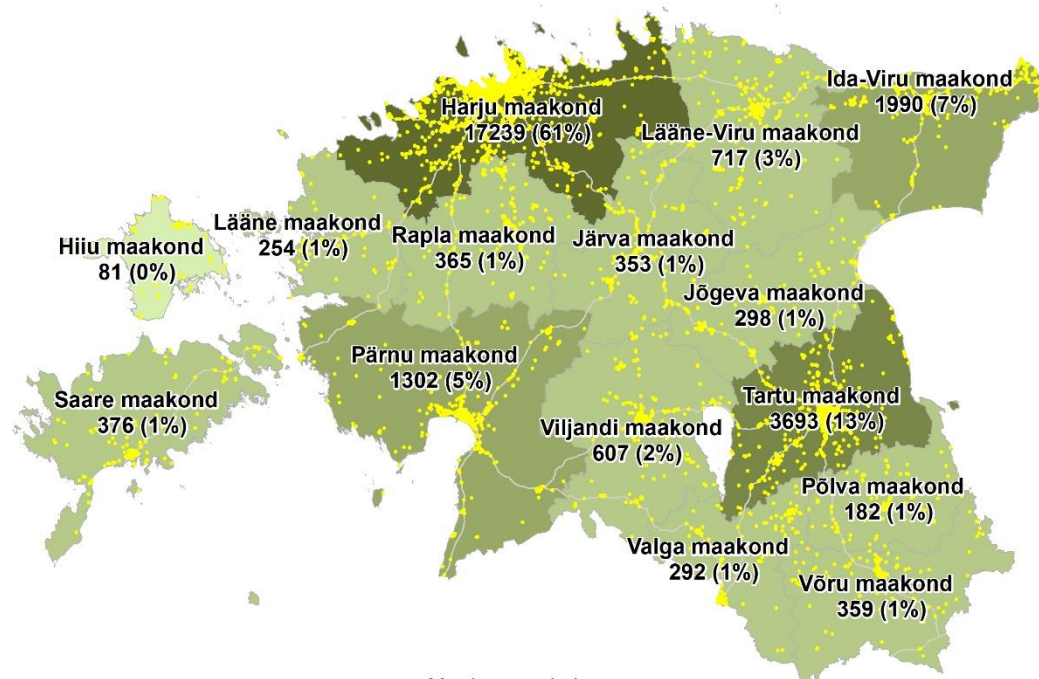 Harju maakond
17239 (61%)
Ida-Viru maakond
1990 (7%)
Lääne-Viru maakond
717 (3%)
Lääne maakond
254 (1%)
Hiiu maakond
81 (0%)
Rapla maakond
365 (1%)
Järva maakond
353 (1%)
Jõgeva maakond
298 (1%)
Pärnu maakond
1302 (5%)
Saare maakond
376 (1%)
Tartu maakond
3693 (13%)
Viljandi maakond
607 (2%)
Põlva maakond
182 (1%)
Valga maakond
292 (1%)
Võru maakond
359 (1%)